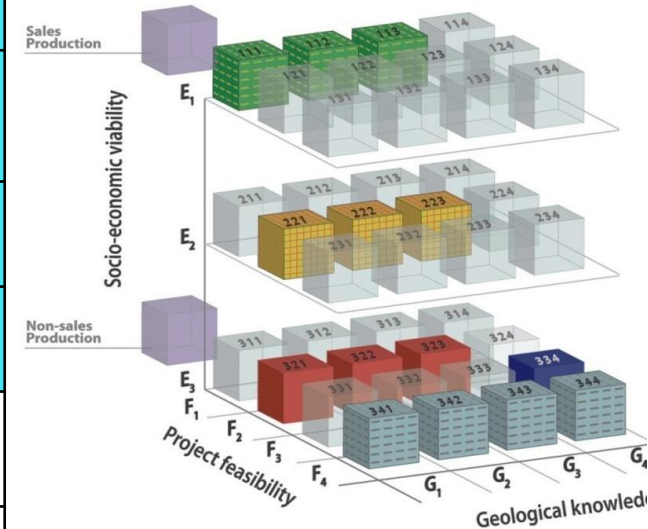 Sales
Production
Socio-economic viability
E1
111
112
113
114
121
122
123
124
131
132
133
134
E2
211
212
213
214
221
222
223
224
231
232
233
234
Non-sales
Production
E3
311
312
313
314
321
322
323
324
331
332
333
334
341
342
343
344
F1
F2
F3
F4
Project feasibility
G1
G2
G3
G4
Geological knowledge